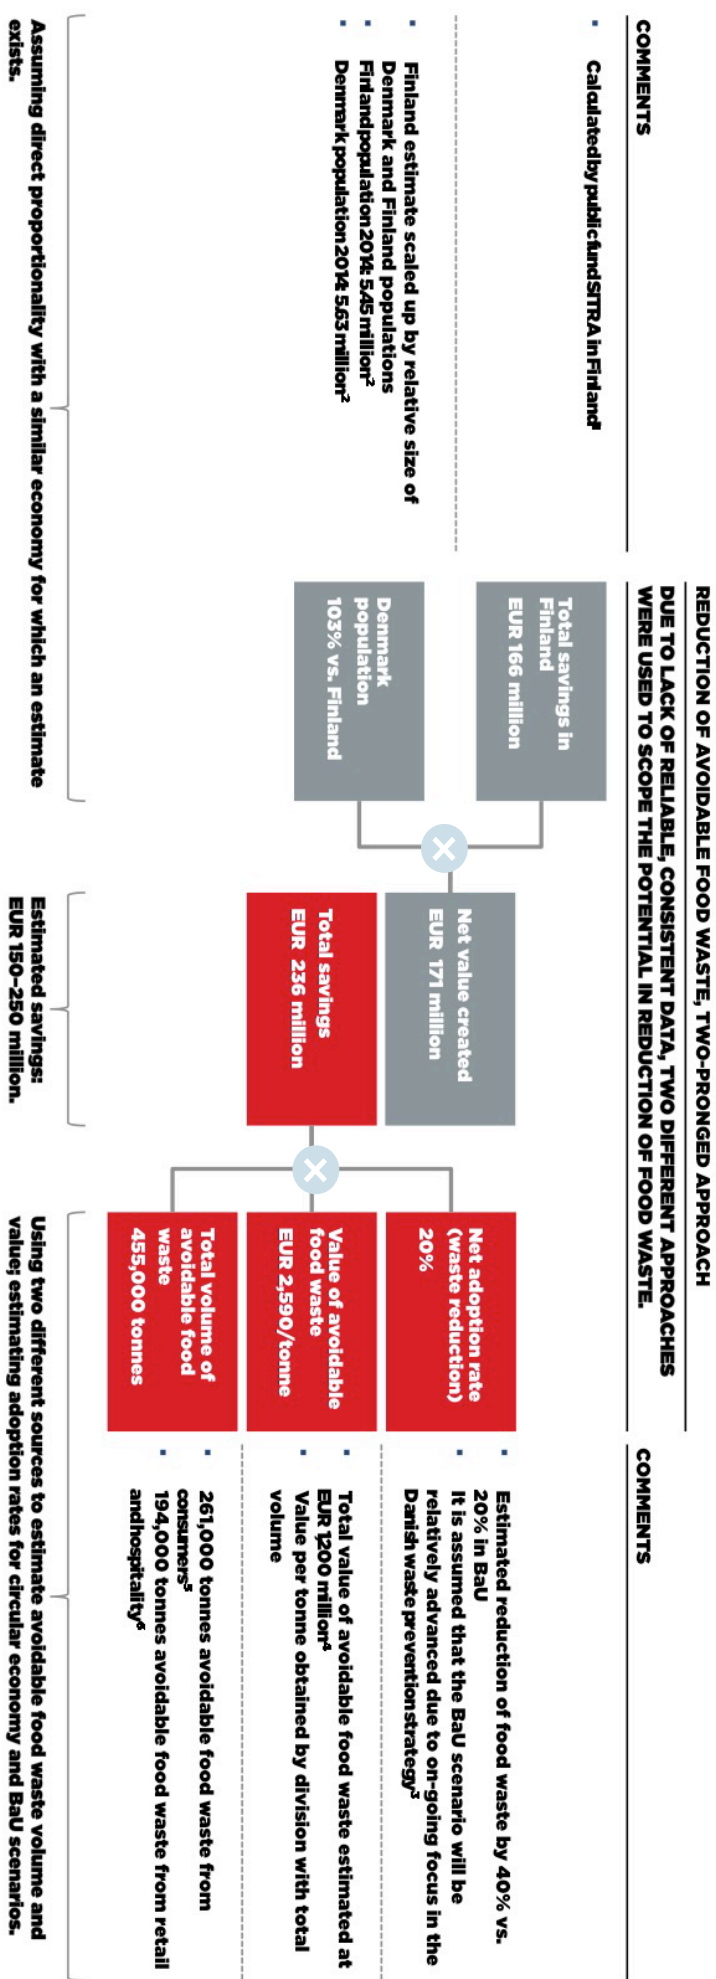 REDUCTION OF AVOIDABLE FOOD WASTE, TWO-PRONGED APPROACH
DUE TO LACK OF RELIABLE, CONSISTENT DATA, TWO DIFFERENT APPROACHES
WERE USED TO SCOPE THE POTENTIAL IN REDUCTION OF FOOD WASTE.
COMMENTS
▪ Calculated by public fund SITRA in Finland¹
▪ Finland estimate scaled up by relative size of
Denmark and Finland populations
▪ Finland population 2014: 5.45 million²
▪ Denmark population 2014: 5.63 million²
Assuming direct proportionality with a similar economy for which an estimate
exists.
Total savings in
Finland
EUR 166 million
Denmark
population
103% vs. Finland
Net value created
EUR 171 million
Total savings
EUR 236 million
Estimated savings:
EUR 150–250 million.
Net adoption rate
(waste reduction)
20%
Value of avoidable
food waste
EUR 2,590/tonne
Total volume of
avoidable food
waste
455,000 tonnes
COMMENTS
▪ Estimated reduction of food waste by 40% vs.
20% in BaU
▪ It is assumed that the BaU scenario will be
relatively advanced due to on-going focus in the
Danish waste prevention strategy³
▪ Total value of avoidable food waste estimated at
EUR 1,200 million⁴
▪ Value per tonne obtained by division with total
volume
▪ 261,000 tonnes avoidable food waste from
consumers⁵
▪ 194,000 tonnes avoidable food waste from retail
and hospitality⁶
Using two different sources to estimate avoidable food waste volume and
value; estimating adoption rates for circular economy and BaU scenarios.